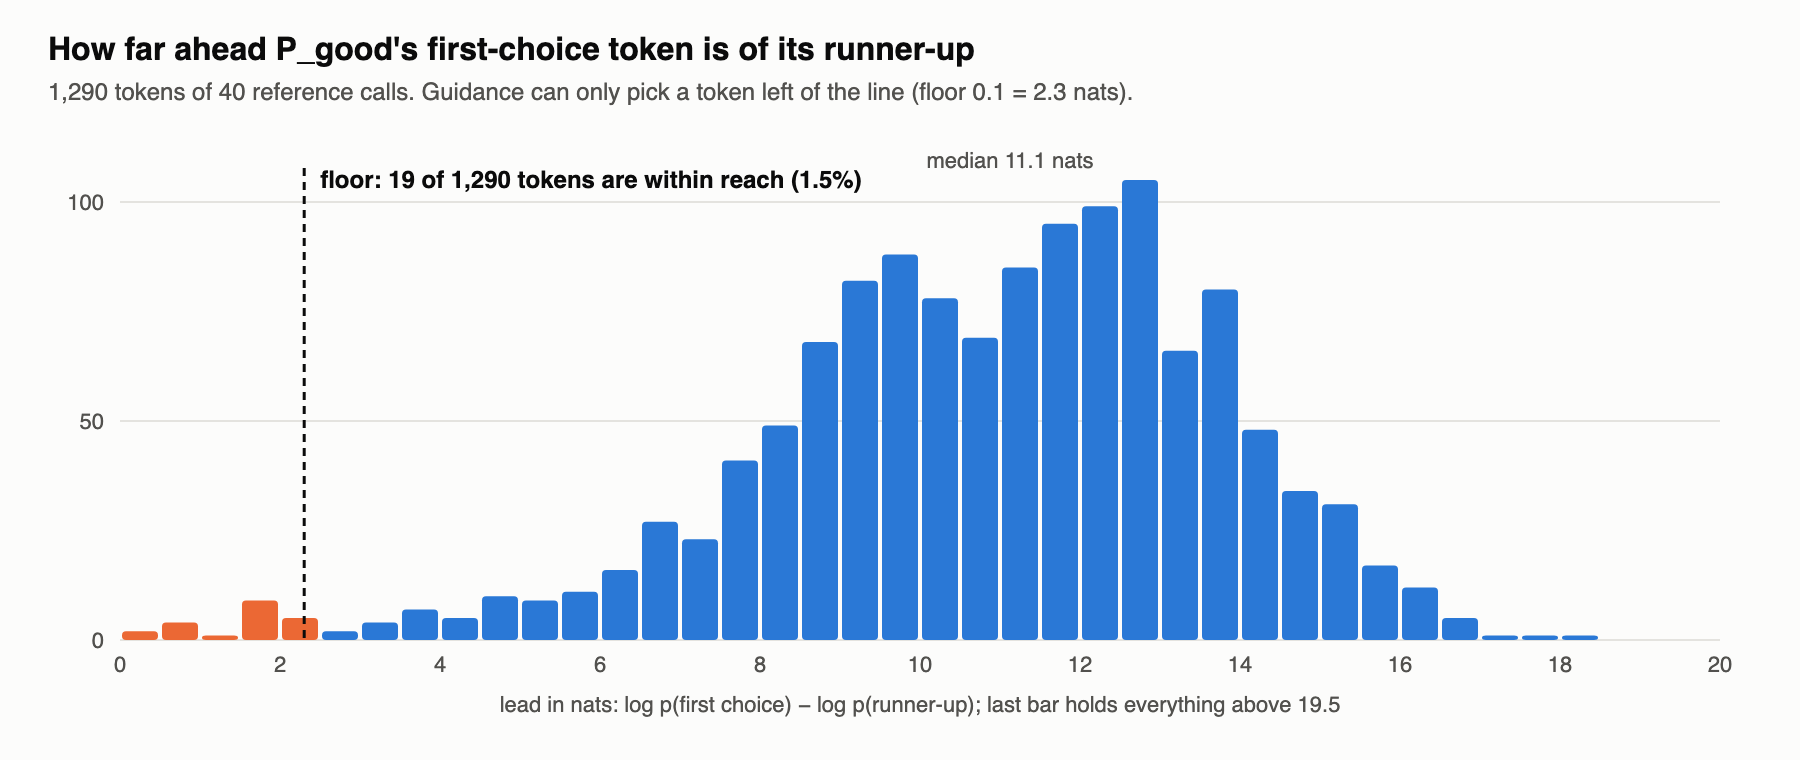 How far ahead P_good's first-choice token is of its runner-up
1,290 tokens of 40 reference calls. Guidance can only pick a token left of the line (floor 0.1 = 2.3 nats).
median 11.1 nats
floor: 19 of 1,290 tokens are within reach (1.5%)
100
50
0
0 2 4 6 8 10 12 14 16 18 20
lead in nats: log p(first choice) − log p(runner-up); last bar holds everything above 19.5